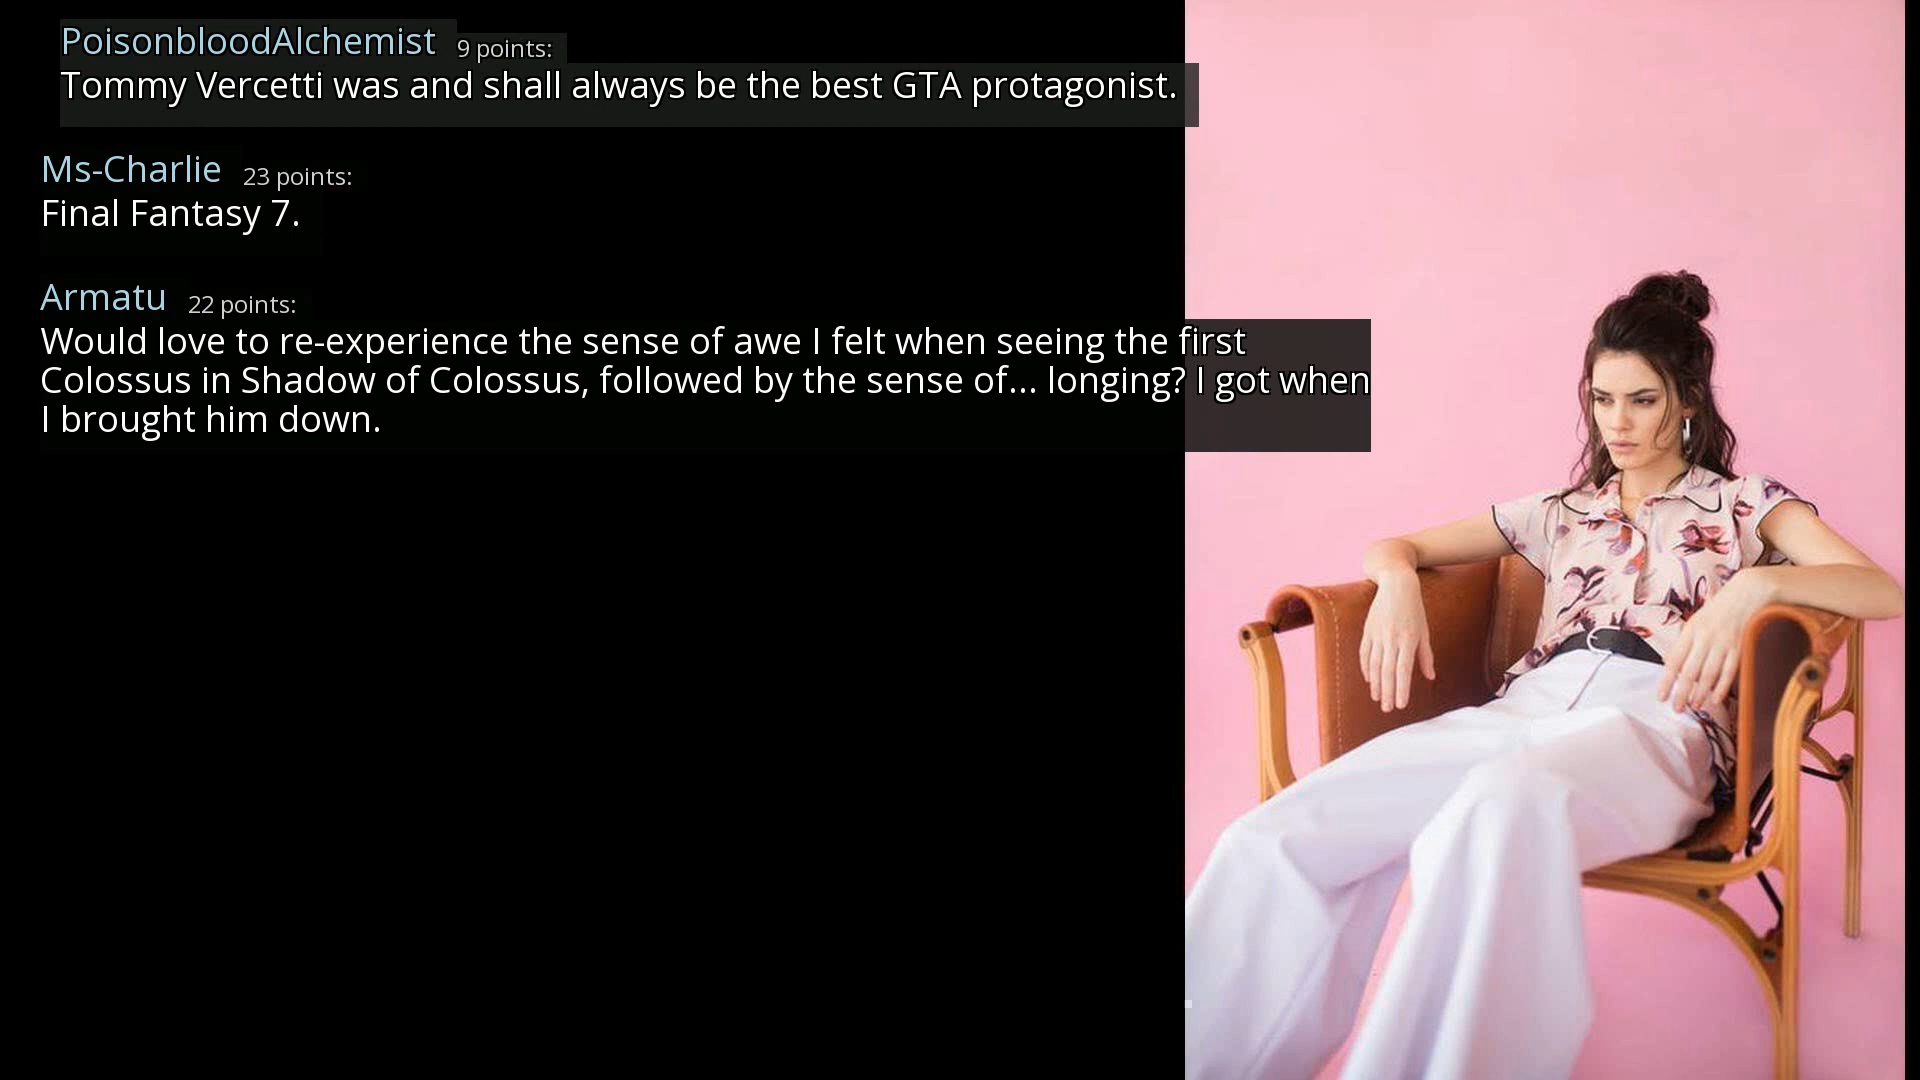 PoisonbloodAlchemist 9 points:
Tommy Vercetti was and shall always be the best GTA protagonist.
Ms-Charlie 23 points:
Final Fantasy 7.
Armatu 22 points:
Would love to re-experience the sense of awe I felt when seeing the first
Colossus in Shadow of Colossus, followed by the sense of... longing? I got when
I brought him down.